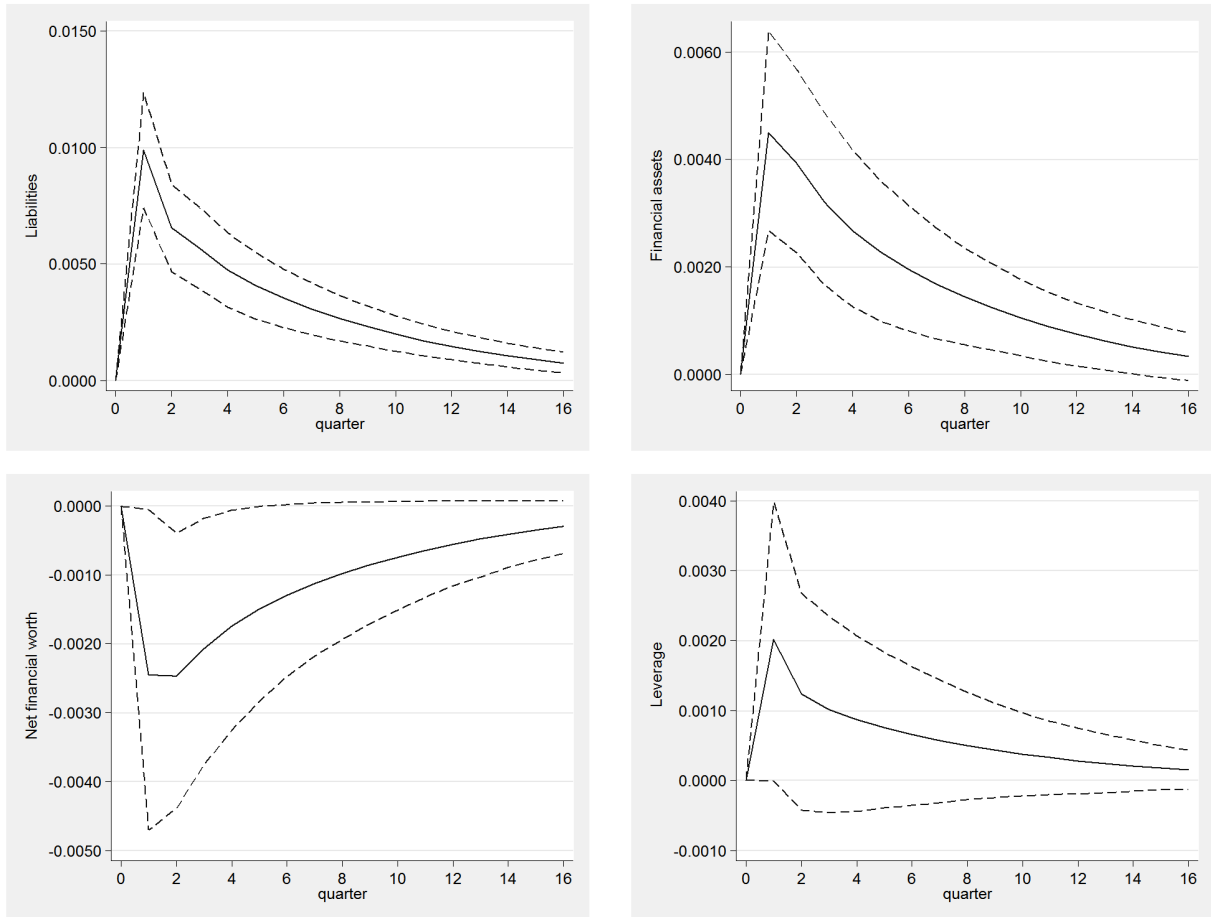 0.0150
0.0100
0.0050
0.0000
Liabilities
0 2 4 6 8 10 12 14 16
quarter
0.0060
0.0040
0.0020
0.0000
Financial assets
0 2 4 6 8 10 12 14 16
quarter
0.0000
-0.0010
-0.0020
-0.0030
-0.0040
-0.0050
Net financial worth
0 2 4 6 8 10 12 14 16
quarter
0.0040
0.0030
0.0020
0.0010
0.0000
-0.0010
Leverage
0 2 4 6 8 10 12 14 16
quarter